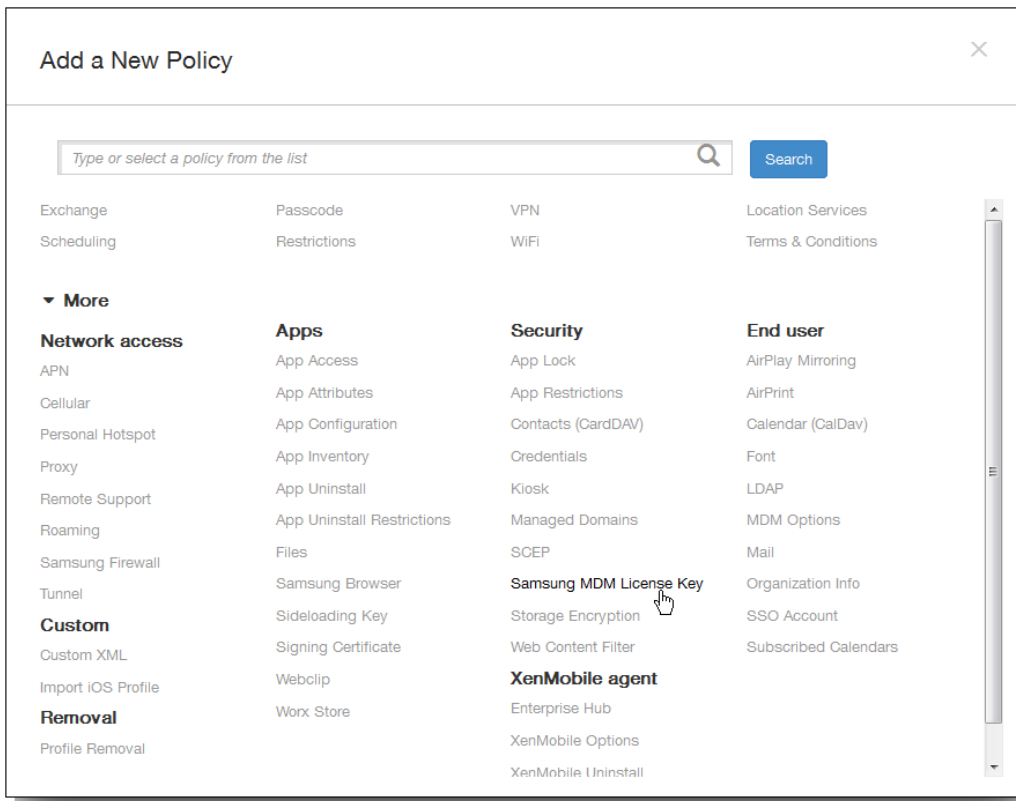 Add a New Policy
Type or select a policy from the list
Search
Exchange
Passcode
VPN
Location Services
Scheduling
Restrictions
WiFi
Terms & Conditions
More
Network access
APN
Cellular
Personal Hotspot
Proxy
Remote Support
Roaming
Samsung Firewall
Tunnel
Custom
Custom XML
Import iOS Profile
Removal
Profile Removal
Apps
App Access
App Attributes
App Configuration
App Inventory
App Uninstall
App Uninstall Restrictions
Files
Samsung Browser
Sideloading Key
Signing Certificate
Webclip
Worx Store
Security
App Lock
App Restrictions
Contacts (CardDAV)
Credentials
Kiosk
Managed Domains
SCEP
Samsung MDM License Key
Storage Encryption
Web Content Filter
XenMobile agent
Enterprise Hub
XenMobile Options
XenMobile Uninstall
End user
AirPlay Mirroring
AirPrint
Calendar (CalDav)
Font
LDAP
MDM Options
Mail
Organization Info
SSO Account
Subscribed Calendars